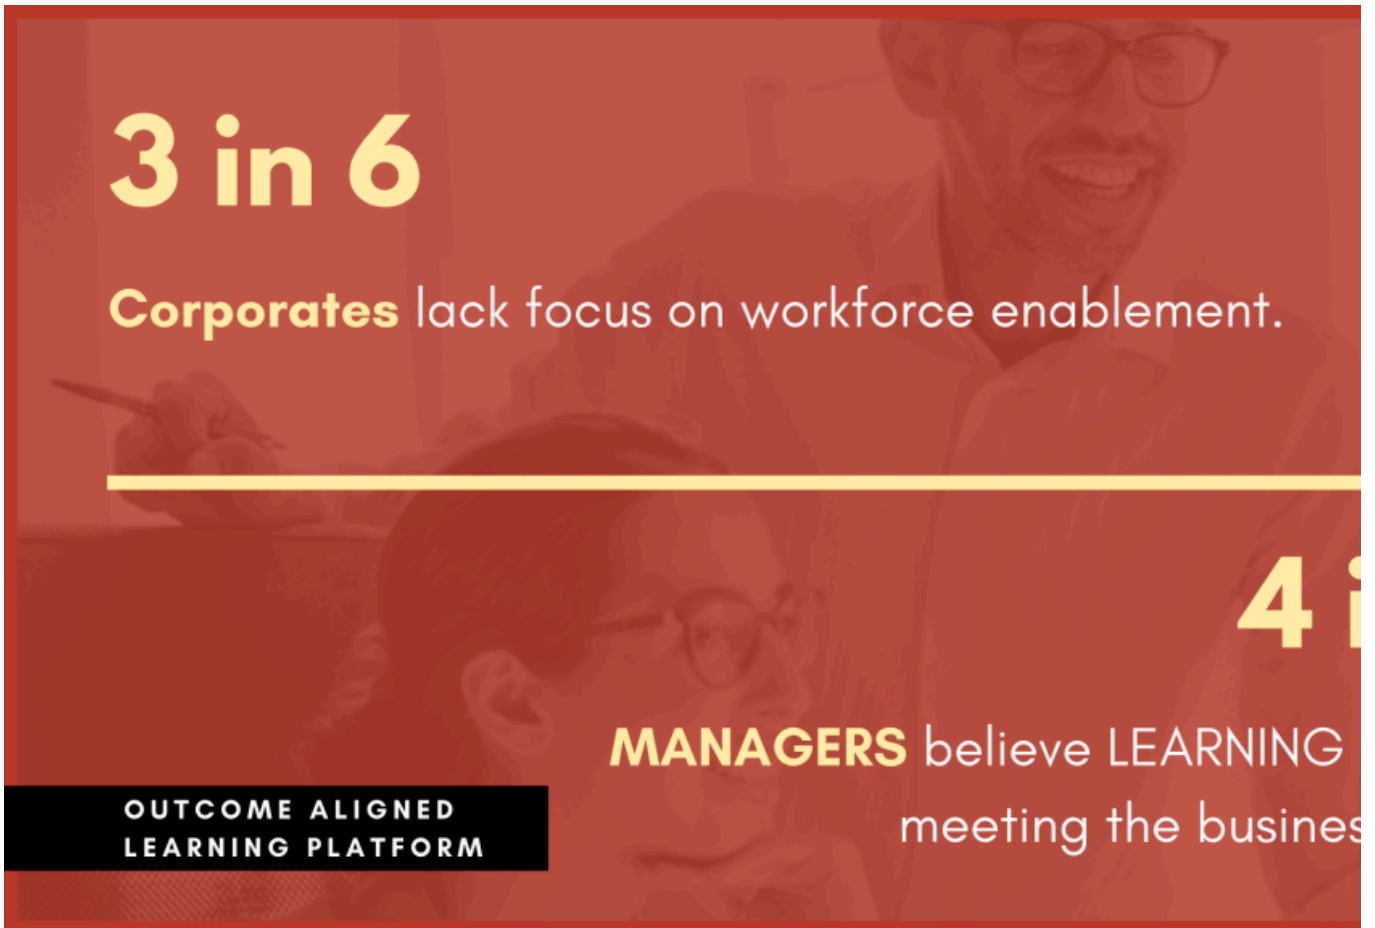 3 in 6
Corporates lack focus on workforce enablement.
4
MANAGERS believe LEARNING
meeting the
OUTCOME ALIGNED
LEARNING PLATFORM